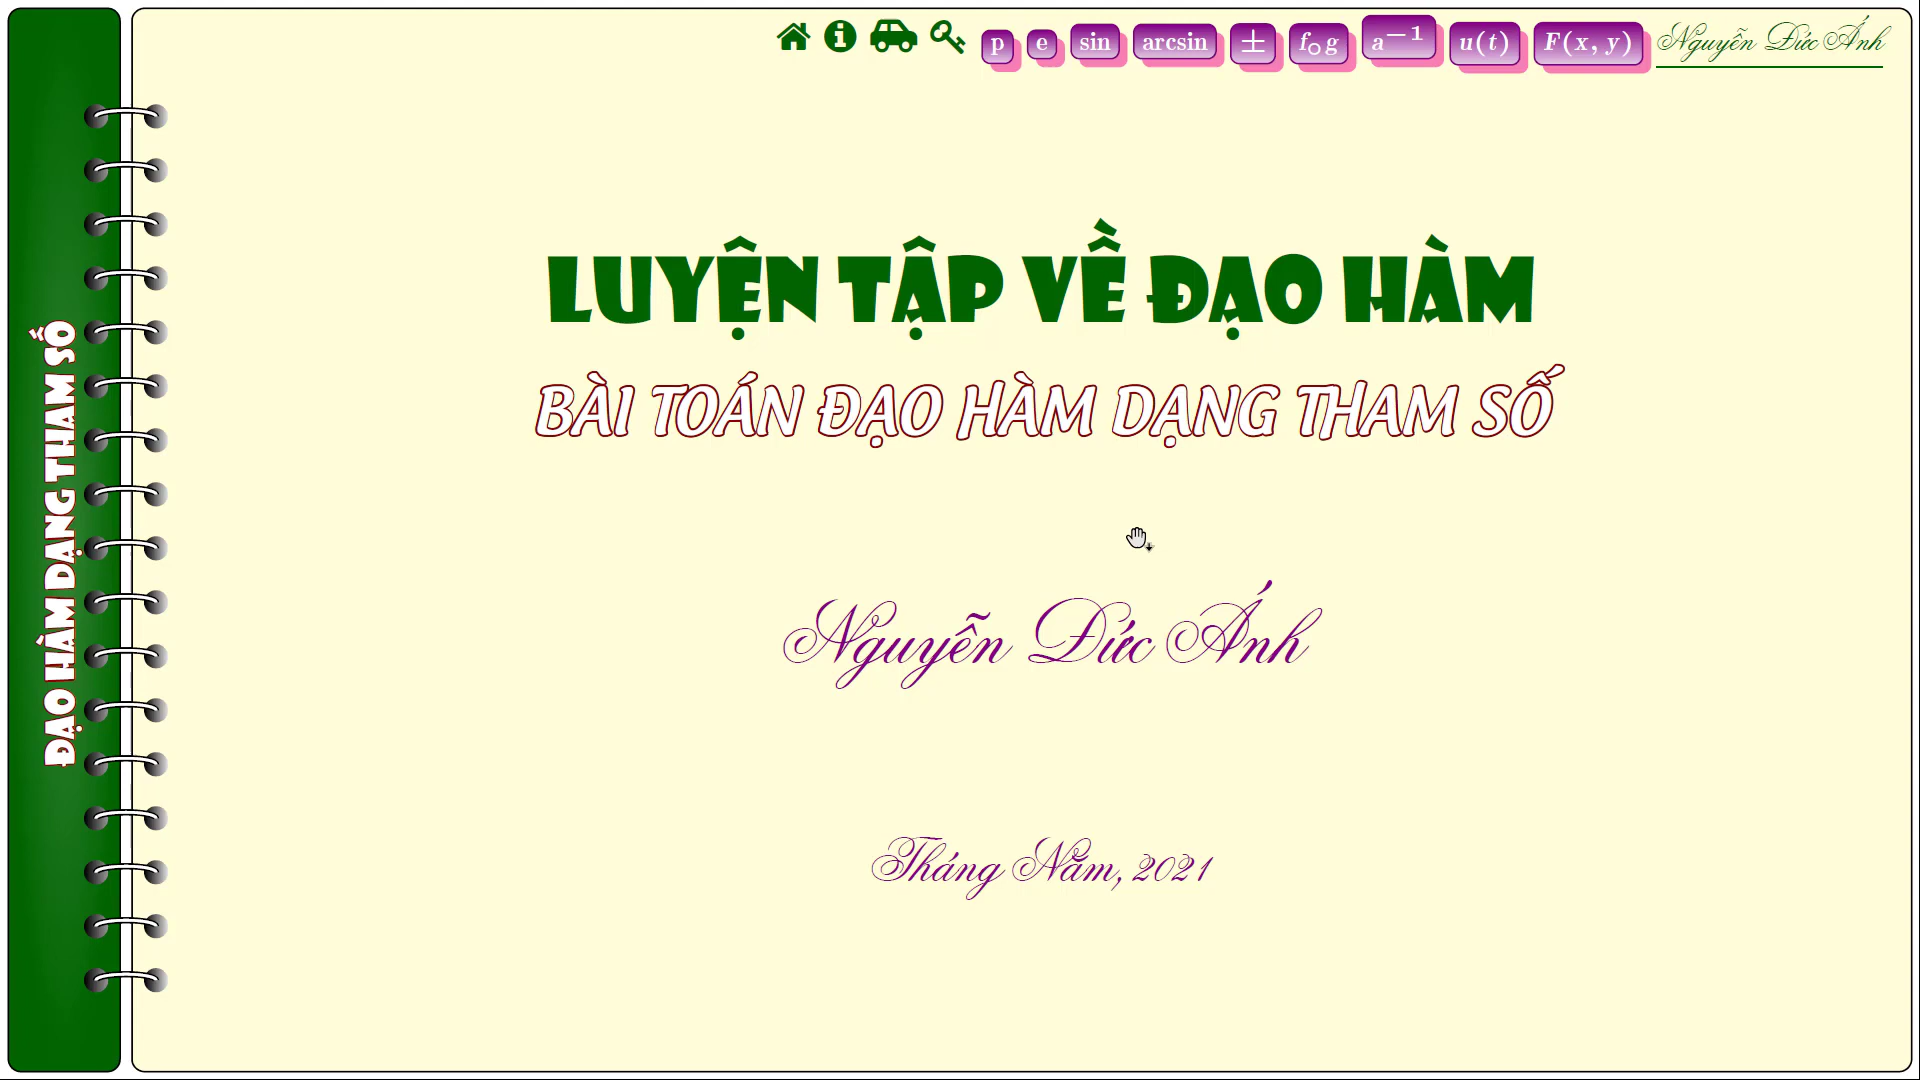 p e sin arcsin ± f∘g a⁻¹ u(t) F(x, y) Nguyễn Đức Ánh
LUYỆN TẬP VỀ ĐẠO HÀM
BÀI TOÁN ĐẠO HÀM DẠNG THAM SỐ
Nguyễn Đức Ánh
Tháng Năm, 2021
ĐẠO HÀM DẠNG THAM SỐ